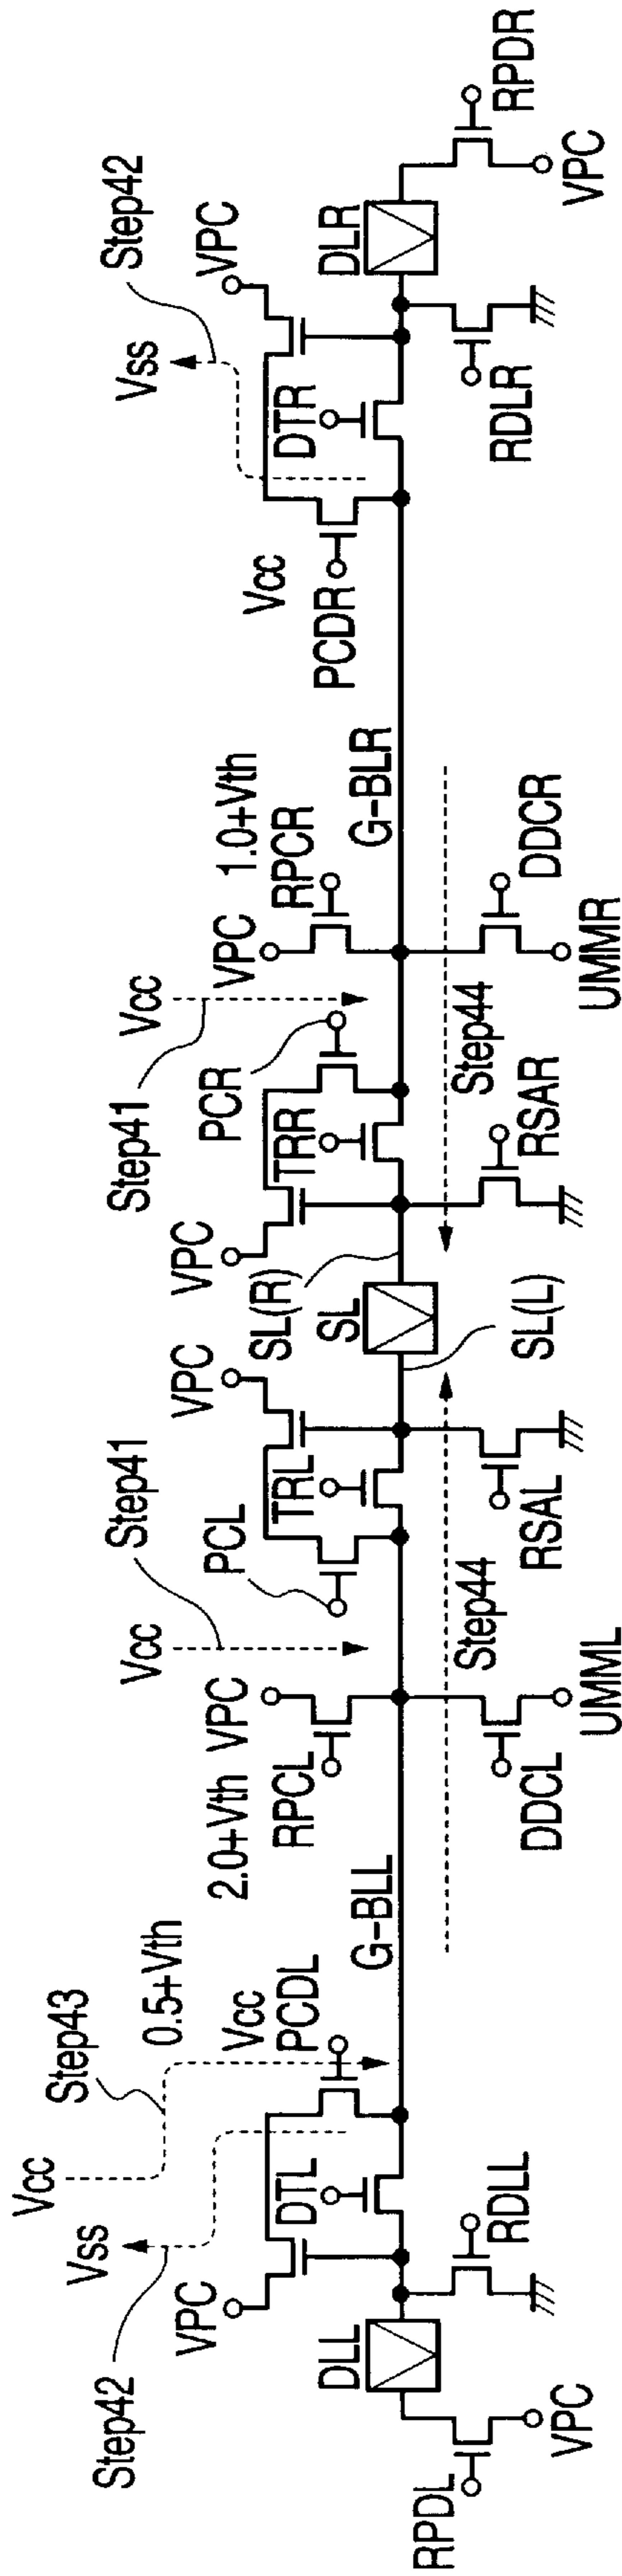 Step42
Vss
VPC
DLR
RPDR
VPC
DTR
RDLR
Vcc
PCDR
G-BLR
1.0+Vth
RPCR
VPC
DDCR
UMMR
Vcc
Step41
PCR
TRR
Step44
RSAR
VPC
SL(R)
SL
SL(L)
VPC
TRL
Step41
PCL
Vcc
RSAL
Step44
VPC
2.0+Vth
RPCL
UMML
DDCL
G-BLL
0.5+Vth
Step43
Vcc
PCDL
Vcc
Vss
DTL
RDLL
VPC
Step42
DLL
VPC
RPDL